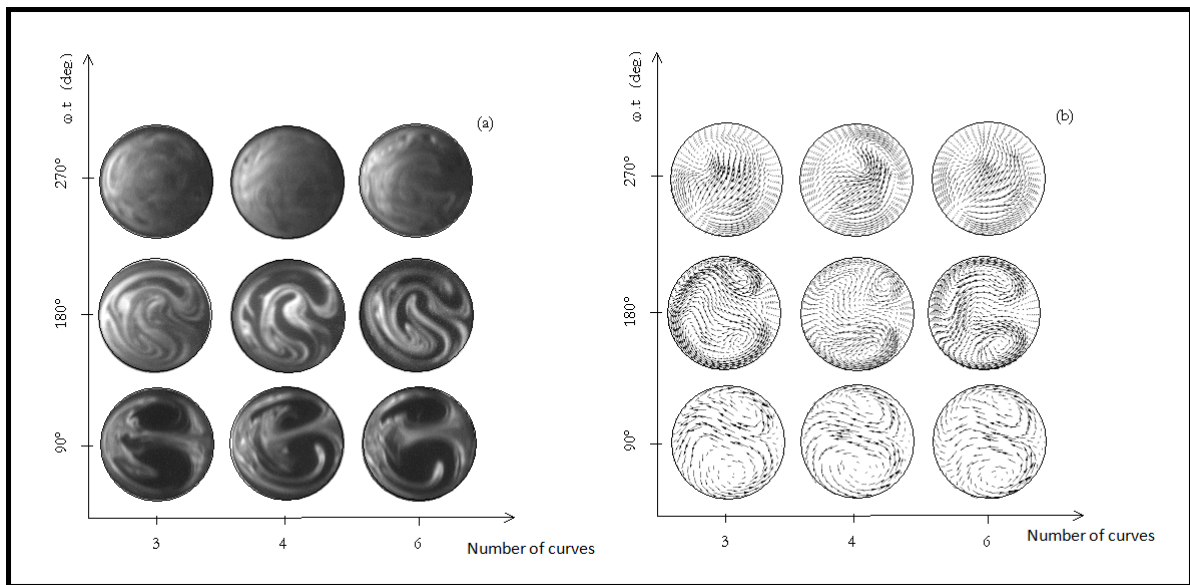 (a)
ω.t (deg.)
270°
180°
90°
3 4 6
Number of curves
(b)
ω.t (deg.)
270°
180°
90°
3 4 6
Number of curves